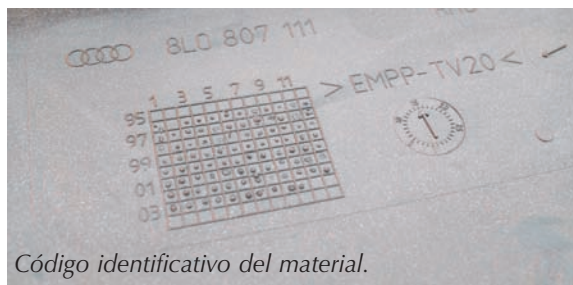 8L0 807 111
1 3 5 7 9 11
>EMPP-TV20<
95
97
99
01
03
Código identificativo del material.